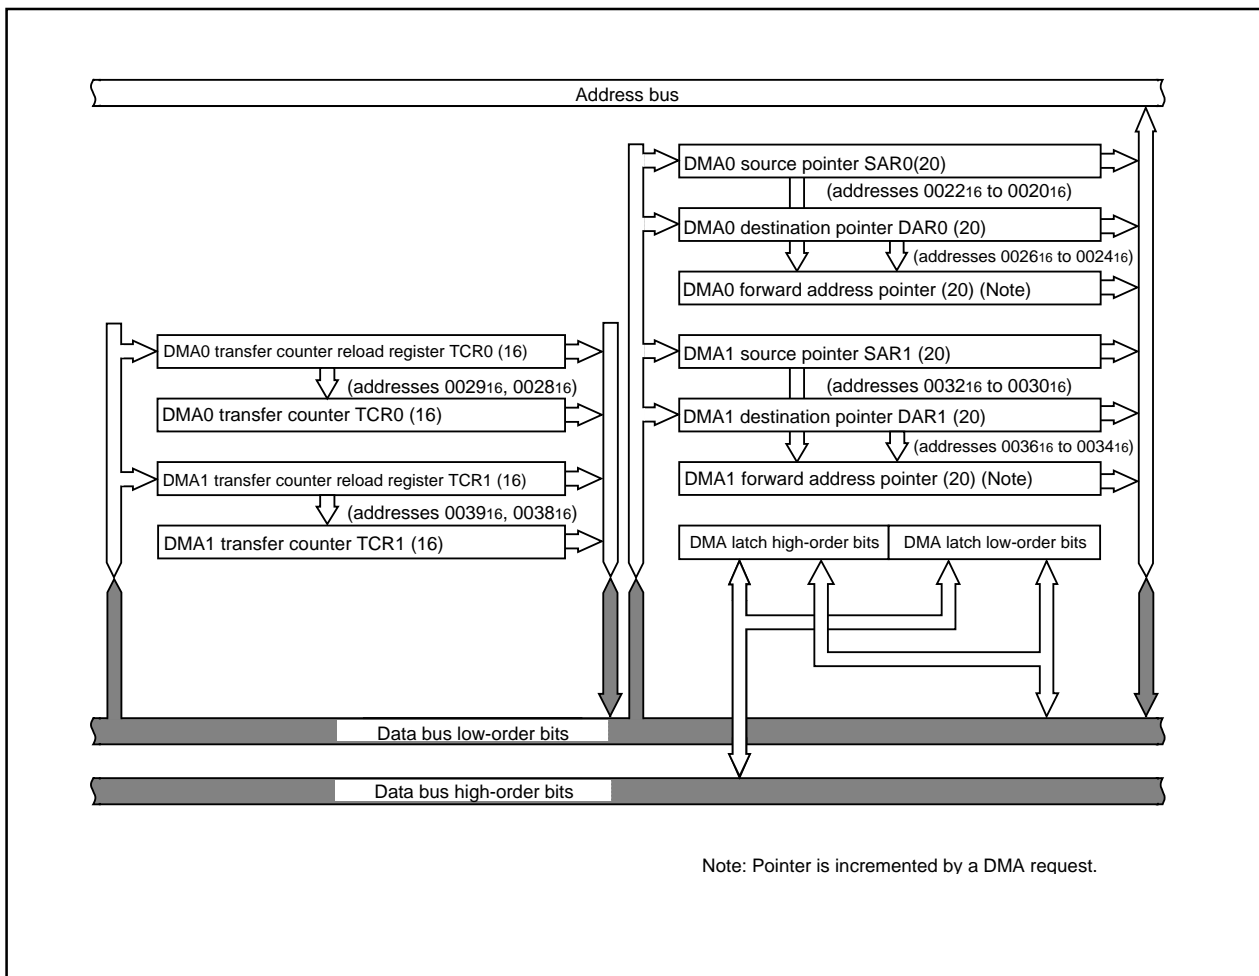 Address bus
DMA0 source pointer SAR0(20)
(addresses 002216 to 002016)
DMA0 destination pointer DAR0 (20)
(addresses 002616 to 002416)
DMA0 forward address pointer (20) (Note)
DMA0 transfer counter reload register TCR0 (16)
(addresses 002916, 002816)
DMA0 transfer counter TCR0 (16)
DMA1 transfer counter reload register TCR1 (16)
(addresses 003916, 003816)
DMA1 transfer counter TCR1 (16)
DMA1 source pointer SAR1 (20)
(addresses 003216 to 003016)
DMA1 destination pointer DAR1 (20)
(addresses 003616 to 003416)
DMA1 forward address pointer (20) (Note)
DMA latch high-order bits
DMA latch low-order bits
Data bus low-order bits
Data bus high-order bits
Note: Pointer is incremented by a DMA request.